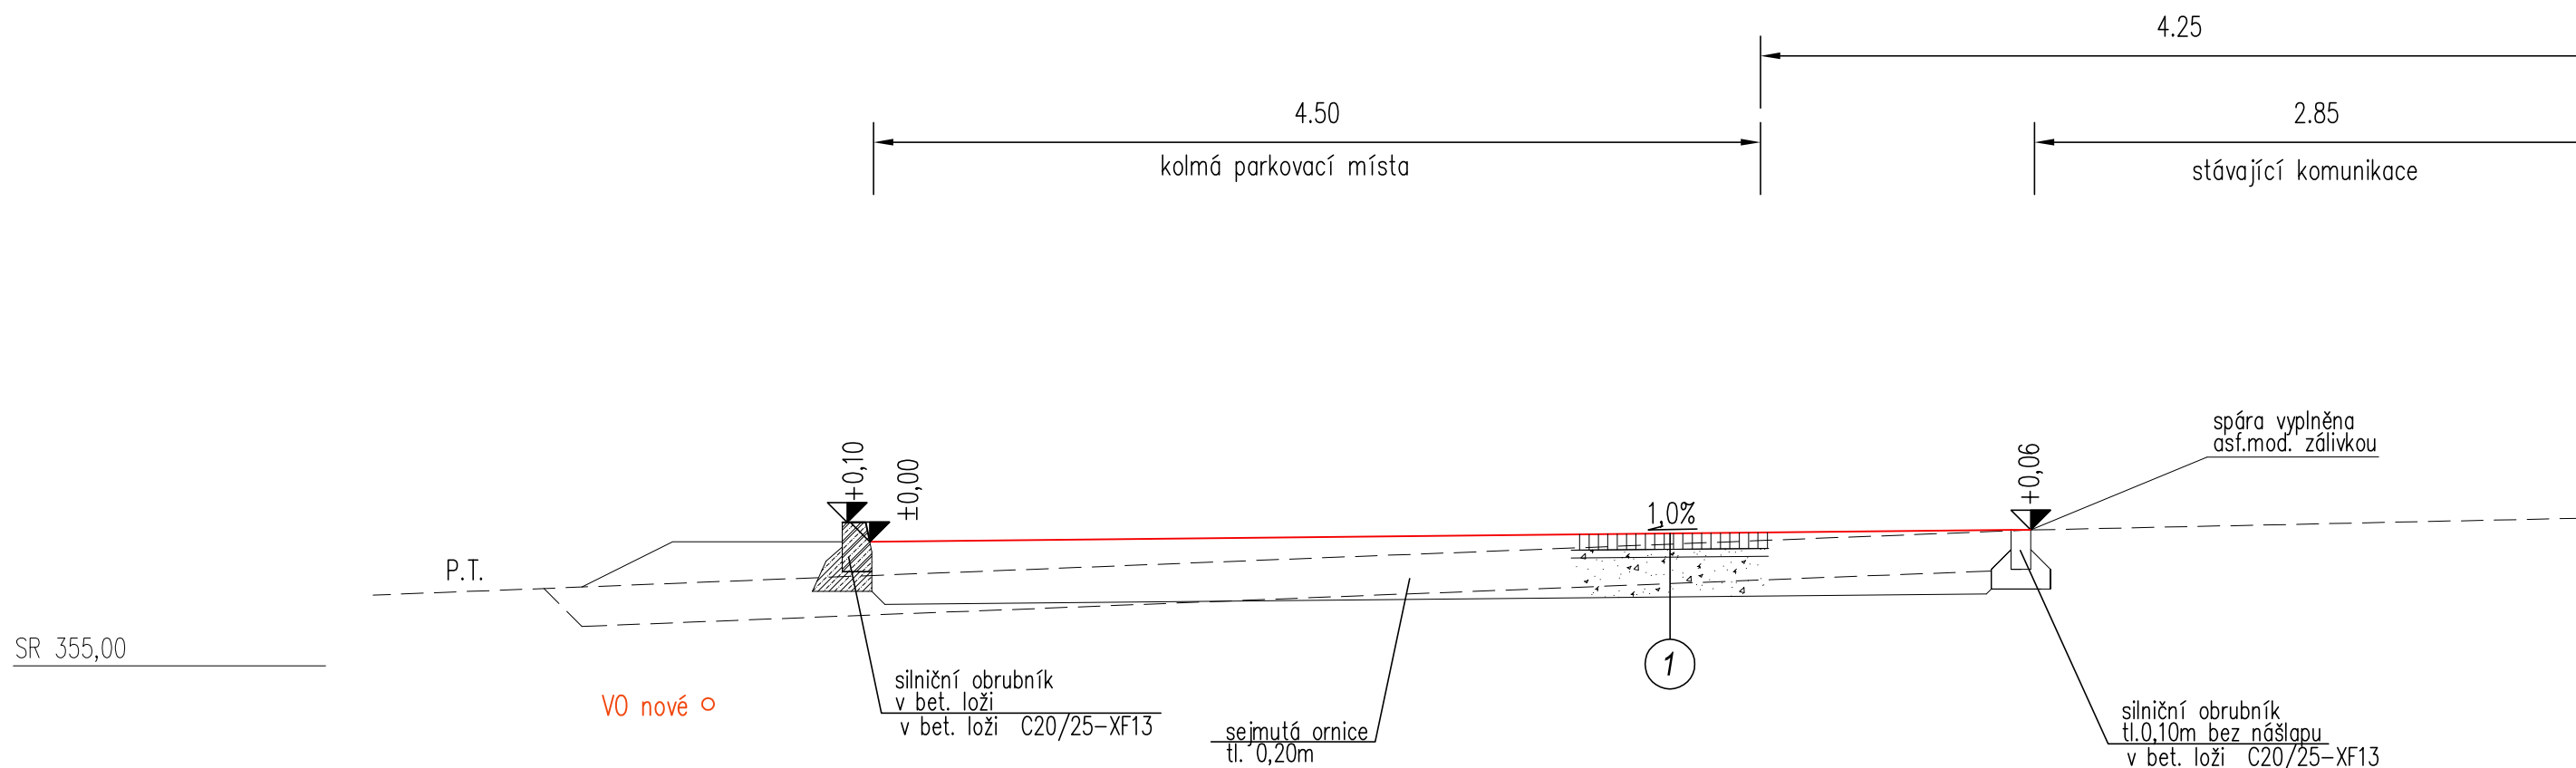 4.25
4.50
2.85
kolmá parkovací místa
stávající komunikace
spára vyplněna
asf.mod. zálivkou
+0,10
±0,00
+0,06
1,0%
P.T.
SR 355,00
1
VO nové
silniční obrubník
v bet. loži
v bet. loži C20/25-XF13
sejmutá ornice
tl. 0,20m
silniční obrubník
tl.0,10m bez nášlapu
v bet. loži C20/25-XF13